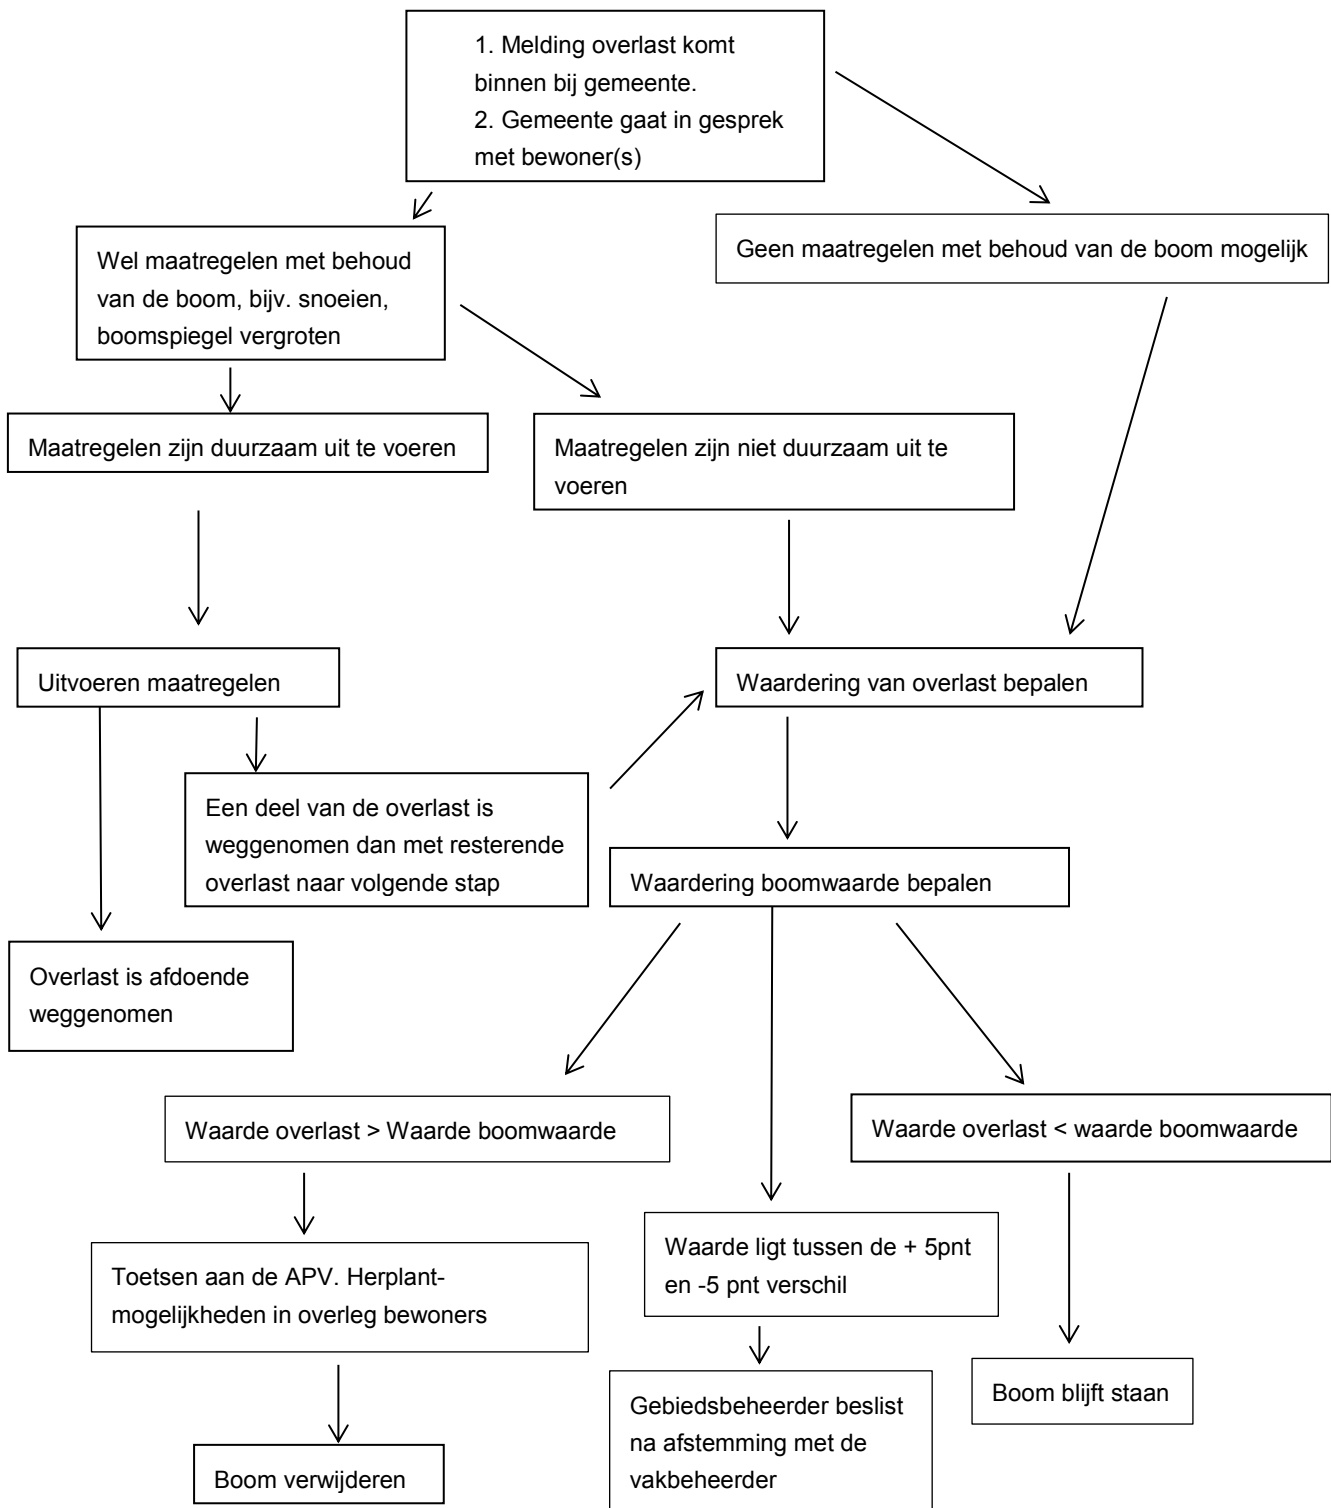 1. Melding overlast komt
binnen bij gemeente.
2. Gemeente gaat in gesprek
met bewoner(s)
Wel maatregelen met behoud
van de boom, bijv. snoeien,
boomspiegel vergroten
Geen maatregelen met behoud van de boom mogelijk
Maatregelen zijn duurzaam uit te voeren
Maatregelen zijn niet duurzaam uit te
voeren
Uitvoeren maatregelen
Waardering van overlast bepalen
Een deel van de overlast is
weggenomen dan met resterende
overlast naar volgende stap
Waardering boomwaarde bepalen
Overlast is afdoende
weggenomen
Waarde overlast > Waarde boomwaarde
Waarde overlast < waarde boomwaarde
Toetsen aan de APV. Herplant-
mogelijkheden in overleg bewoners
Waarde ligt tussen de + 5pnt
en -5 pnt verschil
Boom blijft staan
Gebiedsbeheerder beslist
na afstemming met de
vakbeheerder
Boom verwijderen